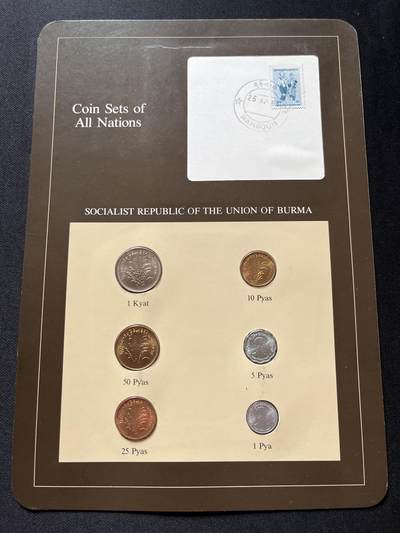 Coin Sets of
All Nations
RANGOON
SOCIALIST REPUBLIC OF THE UNION OF BURMA
1 Kyat
10 Pyas
50 Pyas
5 Pyas
25 Pyas
1 Pya